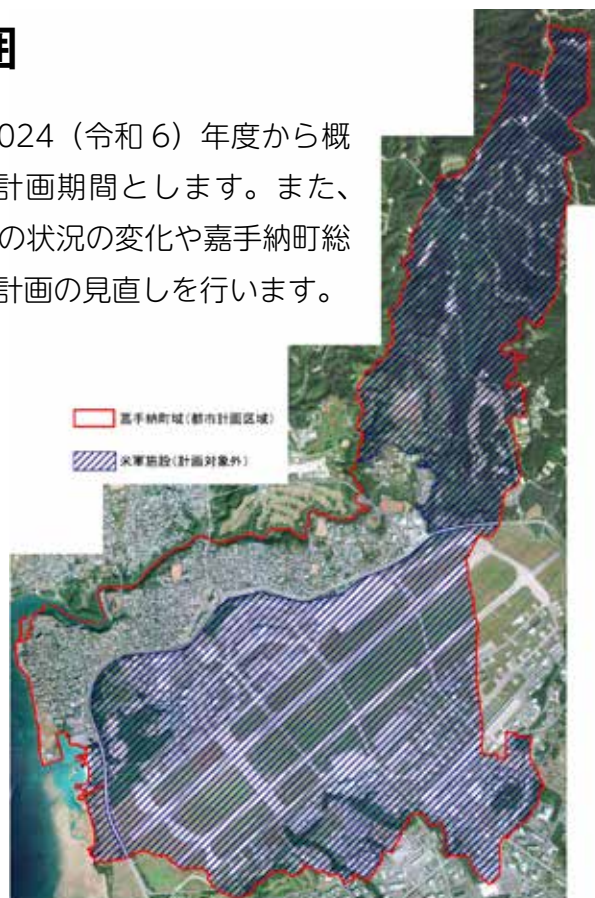 囲
024（令和 6）年度から概
計画期間とします。また、
の状況の変化や嘉手納町総
計画の見直しを行います。
嘉手納町域（都市計画区域）
米軍施設（計画対象外）